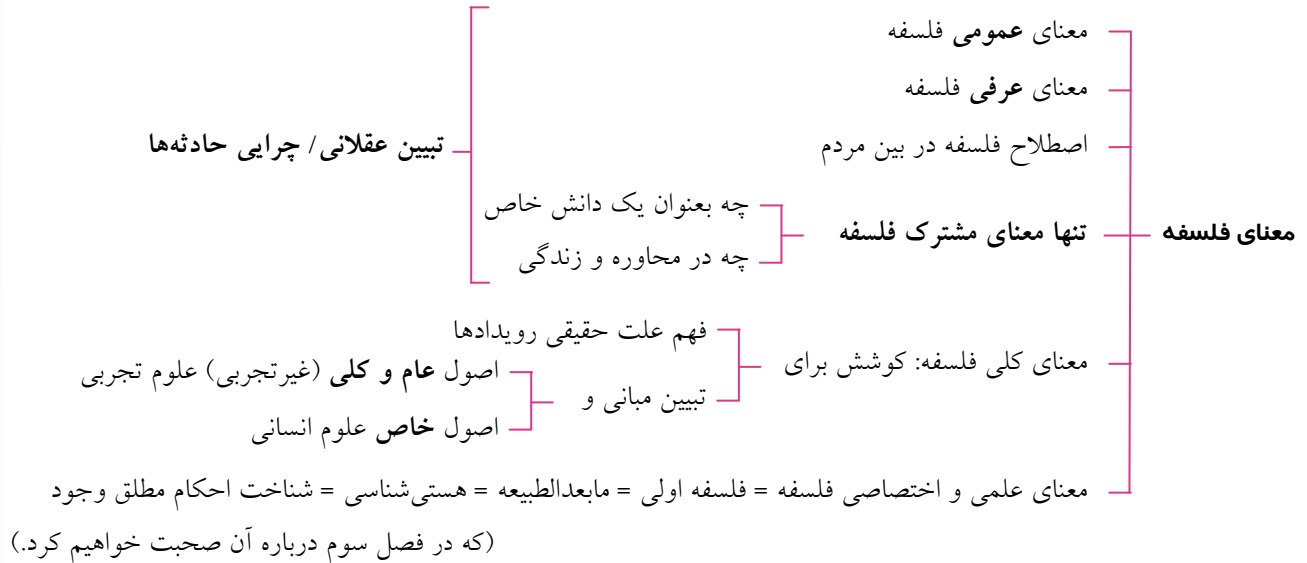 معنای عمومی فلسفه
معنای عرفی فلسفه
اصطلاح فلسفه در بین مردم
تبیین عقلانی/ چرایی حادثه‌ها
چه بعنوان یک دانش خاص
معنای فلسفه
تنها معنای مشترک فلسفه
چه در محاوره و زندگی
فهم علت حقیقی رویدادها
معنای کلی فلسفه: کوشش برای
اصول عام و کلی (غیرتجربی) علوم تجربی
تبیین مبانی و
اصول خاص علوم انسانی
معنای علمی و اختصاصی فلسفه = فلسفه اولی = مابعدالطبیعه = هستی‌شناسی = شناخت احکام مطلق وجود
(که در فصل سوم درباره آن صحبت خواهیم کرد.)